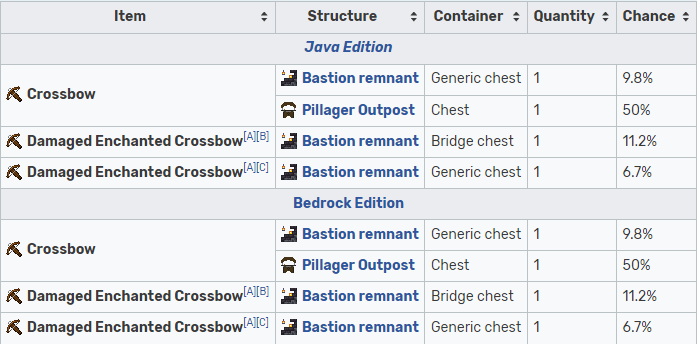 Item Structure Container Quantity Chance
Java Edition
Crossbow
Bastion remnant Generic chest 1 9.8%
Pillager Outpost Chest 1 50%
Damaged Enchanted Crossbow[A][B] Bastion remnant Bridge chest 1 11.2%
Damaged Enchanted Crossbow[A][C] Bastion remnant Generic chest 1 6.7%
Bedrock Edition
Crossbow
Bastion remnant Generic chest 1 9.8%
Pillager Outpost Chest 1 50%
Damaged Enchanted Crossbow[A][B] Bastion remnant Bridge chest 1 11.2%
Damaged Enchanted Crossbow[A][C] Bastion remnant Generic chest 1 6.7%